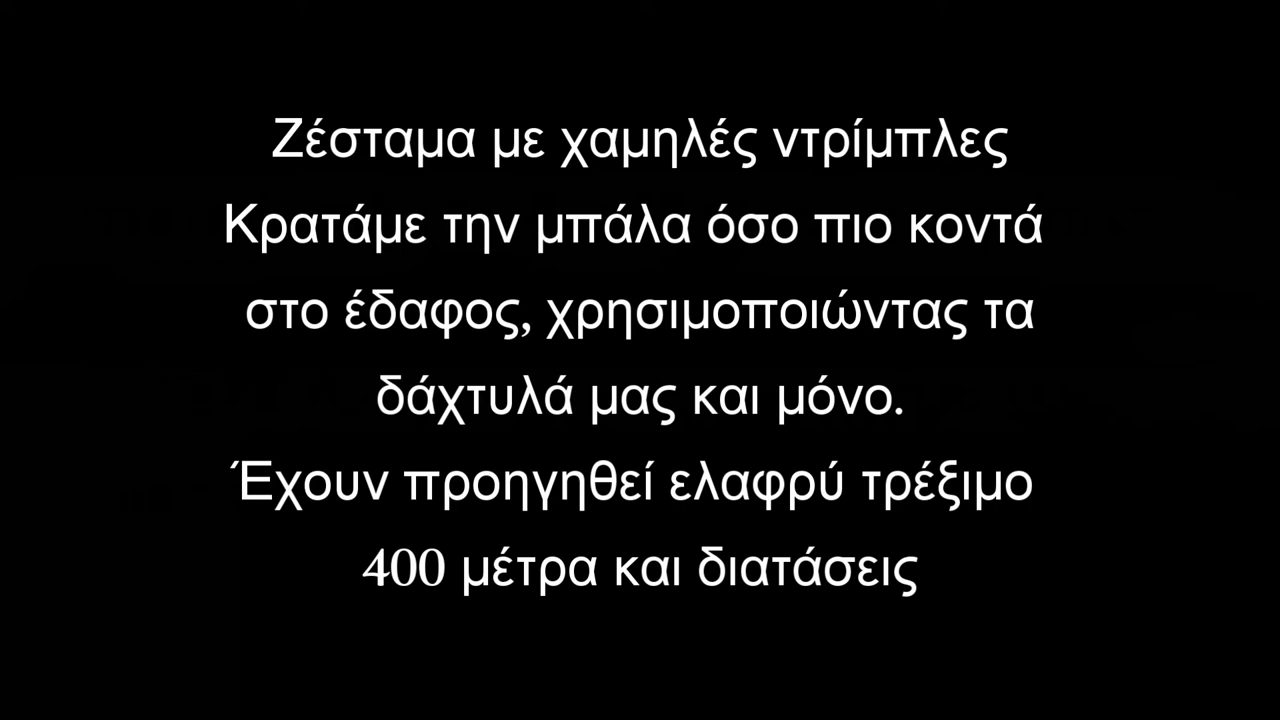 Ζέσταμα με χαμηλές ντρίμπλες
Κρατάμε την μπάλα όσο πιο κοντά
στο έδαφος, χρησιμοποιώντας τα
δάχτυλά μας και μόνο.
Έχουν προηγηθεί ελαφρύ τρέξιμο
400 μέτρα και διατάσεις